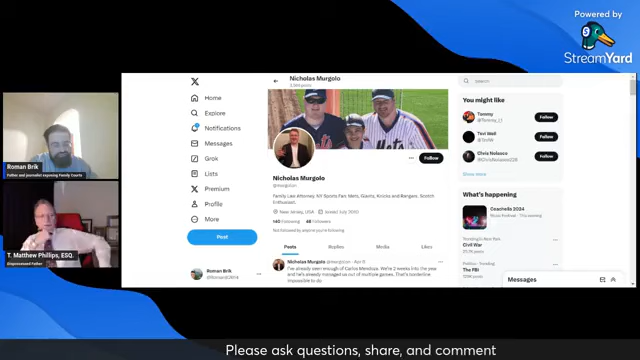 Powered by
StreamYard
Roman Brik
Father and journalist exposing Family Courts
T. Matthew Phillips, ESQ.
Home
Explore
Notifications
Messages
Grok
Lists
Premium
Profile
More
Post
Roman Brik
Nicholas Murgolo
Follow
Nicholas Murgolo
Family Law Attorney. NY Sports Fan: Mets, Giants, Knicks and Rangers. Scotch
Enthusiast.
New Jersey, USA Joined July 2010
Followers
Not followed by anyone you're following
Posts Replies Media Likes
Nicholas Murgolo
I've already seen enough of Carlos Mendoza. We're 2 weeks into the year
and he's already managed us out of multiple games. That's borderline
impossible to do.
Search
You might like
Tommy
Follow
Follow
Chris Nolasco
Follow
Show more
What's happening
Coachella 2024
Civil War
The FBI
Messages
Please ask questions, share, and comment